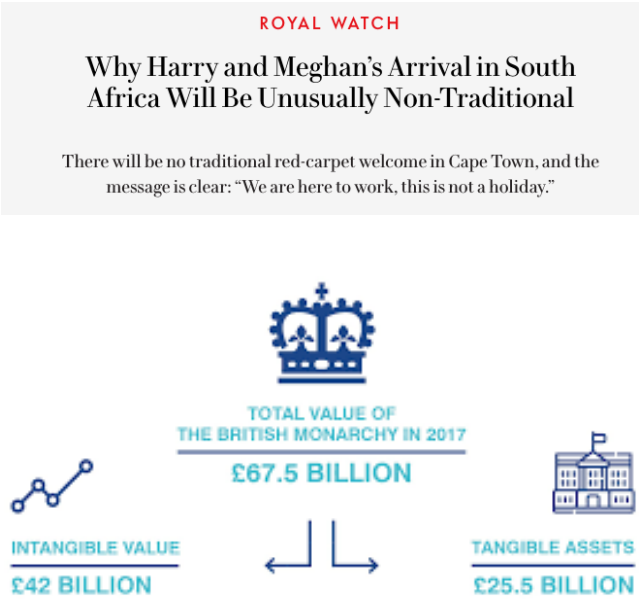 ROYAL WATCH
Why Harry and Meghan’s Arrival in South
Africa Will Be Unusually Non-Traditional
There will be no traditional red-carpet welcome in Cape Town, and the
message is clear: “We are here to work, this is not a holiday.”
TOTAL VALUE OF
THE BRITISH MONARCHY IN 2017
£67.5 BILLION
INTANGIBLE VALUE
£42 BILLION
TANGIBLE ASSETS
£25.5 BILLION